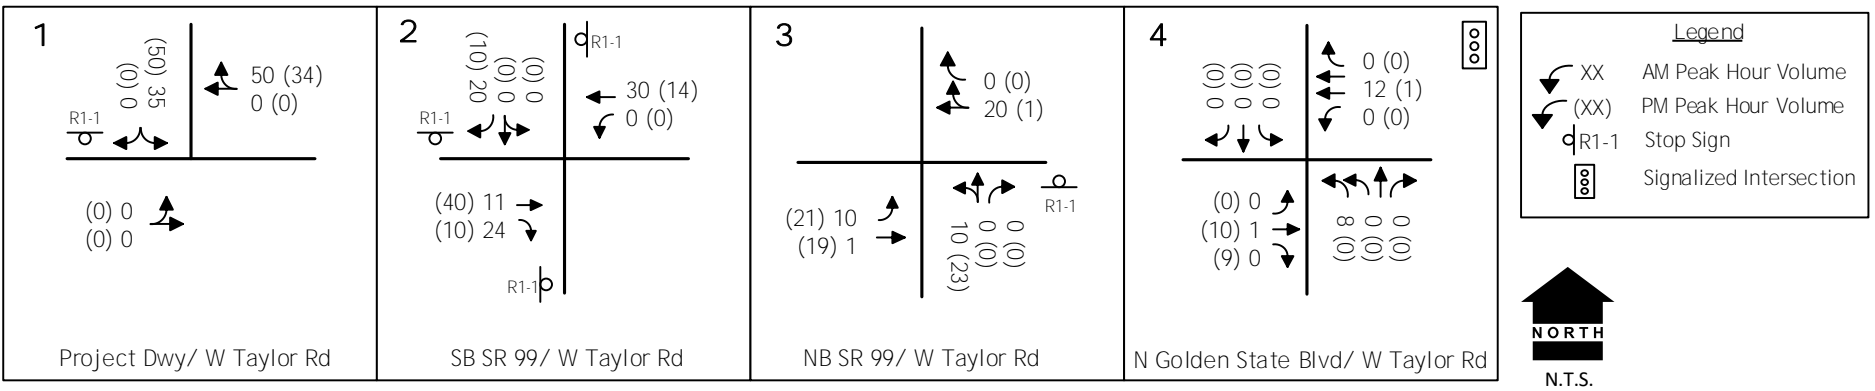 1
(50) 35
(0) 0
50 (34)
0 (0)
R1-1
(0) 0
(0) 0
Project Dwy/ W Taylor Rd
2
R1-1
(10) 20
(0) 0
(0) 0
30 (14)
0 (0)
R1-1
(40) 11
(10) 24
R1-1
SB SR 99/ W Taylor Rd
3
0 (0)
20 (1)
(21) 10
(19) 1
10 (23)
0 (0)
0 (0)
R1-1
NB SR 99/ W Taylor Rd
4
(0) 0
(0) 0
(0) 0
0 (0)
12 (1)
0 (0)
(0) 0
(10) 1
(9) 0
8 (0)
0 (0)
0 (0)
N Golden State Blvd/ W Taylor Rd
Legend
XX AM Peak Hour Volume
(XX) PM Peak Hour Volume
R1-1 Stop Sign
Signalized Intersection
NORTH
N.T.S.